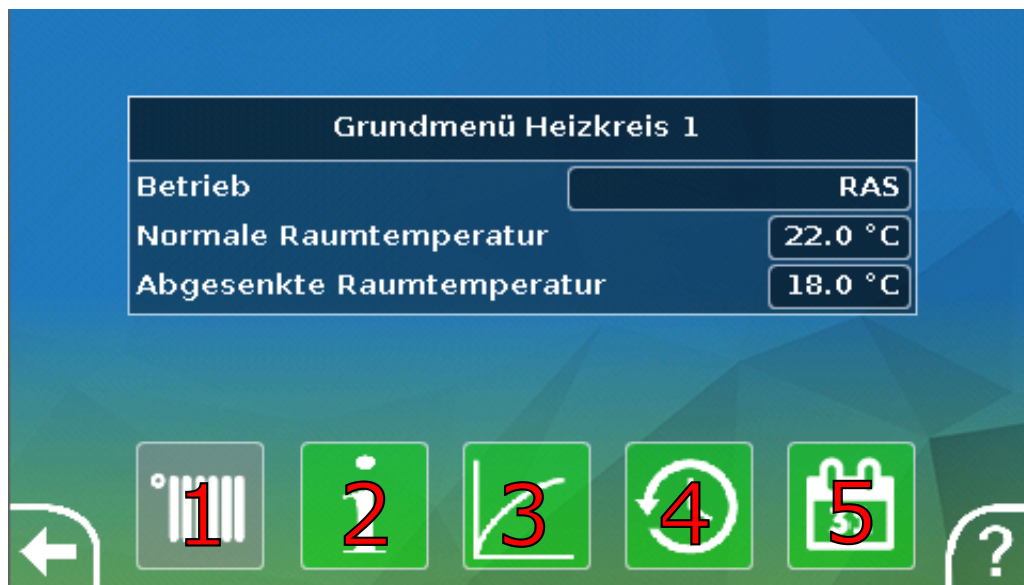 Grundmenü Heizkreis 1
Betrieb RAS
Normale Raumtemperatur 22.0 °C
Abgesenkte Raumtemperatur 18.0 °C
1 2 3 4 5
?